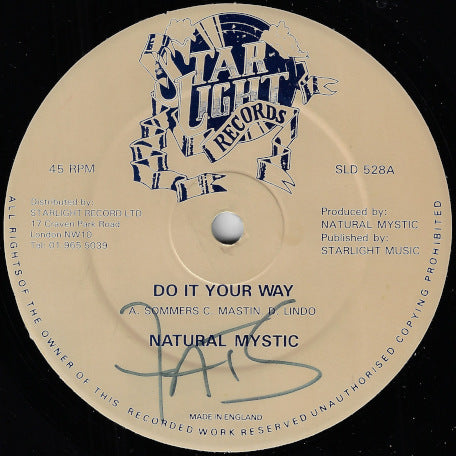 STAR
LIGHT
RECORDS
45 RPM
SLD 528A
Distributed by:
STARLIGHT RECORD LTD
17 Craven Park Road
London NW10
Tel: 01 965 5039
Produced by:
NATURAL MYSTIC
Published by:
STARLIGHT MUSIC
DO IT YOUR WAY
A. SOMMERS C. MASTIN D. LINDO
NATURAL MYSTIC
FATS
MADE IN ENGLAND
ALL RIGHTS OF THE OWNER OF THIS RECORDED WORK RESERVED UNAUTHORISED COPYING PROHIBITED